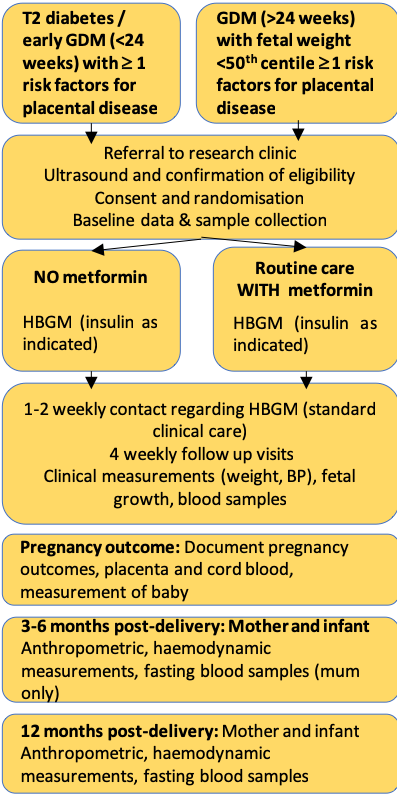 T2 diabetes /
early GDM (<24
weeks) with ≥ 1
risk factors for
placental disease
GDM (>24 weeks)
with fetal weight
<50th centile ≥ 1 risk
factors for placental
disease
Referral to research clinic
Ultrasound and confirmation of eligibility
Consent and randomisation
Baseline data & sample collection
NO metformin
HBGM (insulin as
indicated)
Routine care
WITH metformin
HBGM (insulin as
indicated)
1-2 weekly contact regarding HBGM (standard
clinical care)
4 weekly follow up visits
Clinical measurements (weight, BP), fetal
growth, blood samples
Pregnancy outcome: Document pregnancy
outcomes, placenta and cord blood,
measurement of baby
3-6 months post-delivery: Mother and infant
Anthropometric, haemodynamic
measurements, fasting blood samples (mum
only)
12 months post-delivery: Mother and infant
Anthropometric, haemodynamic
measurements, fasting blood samples